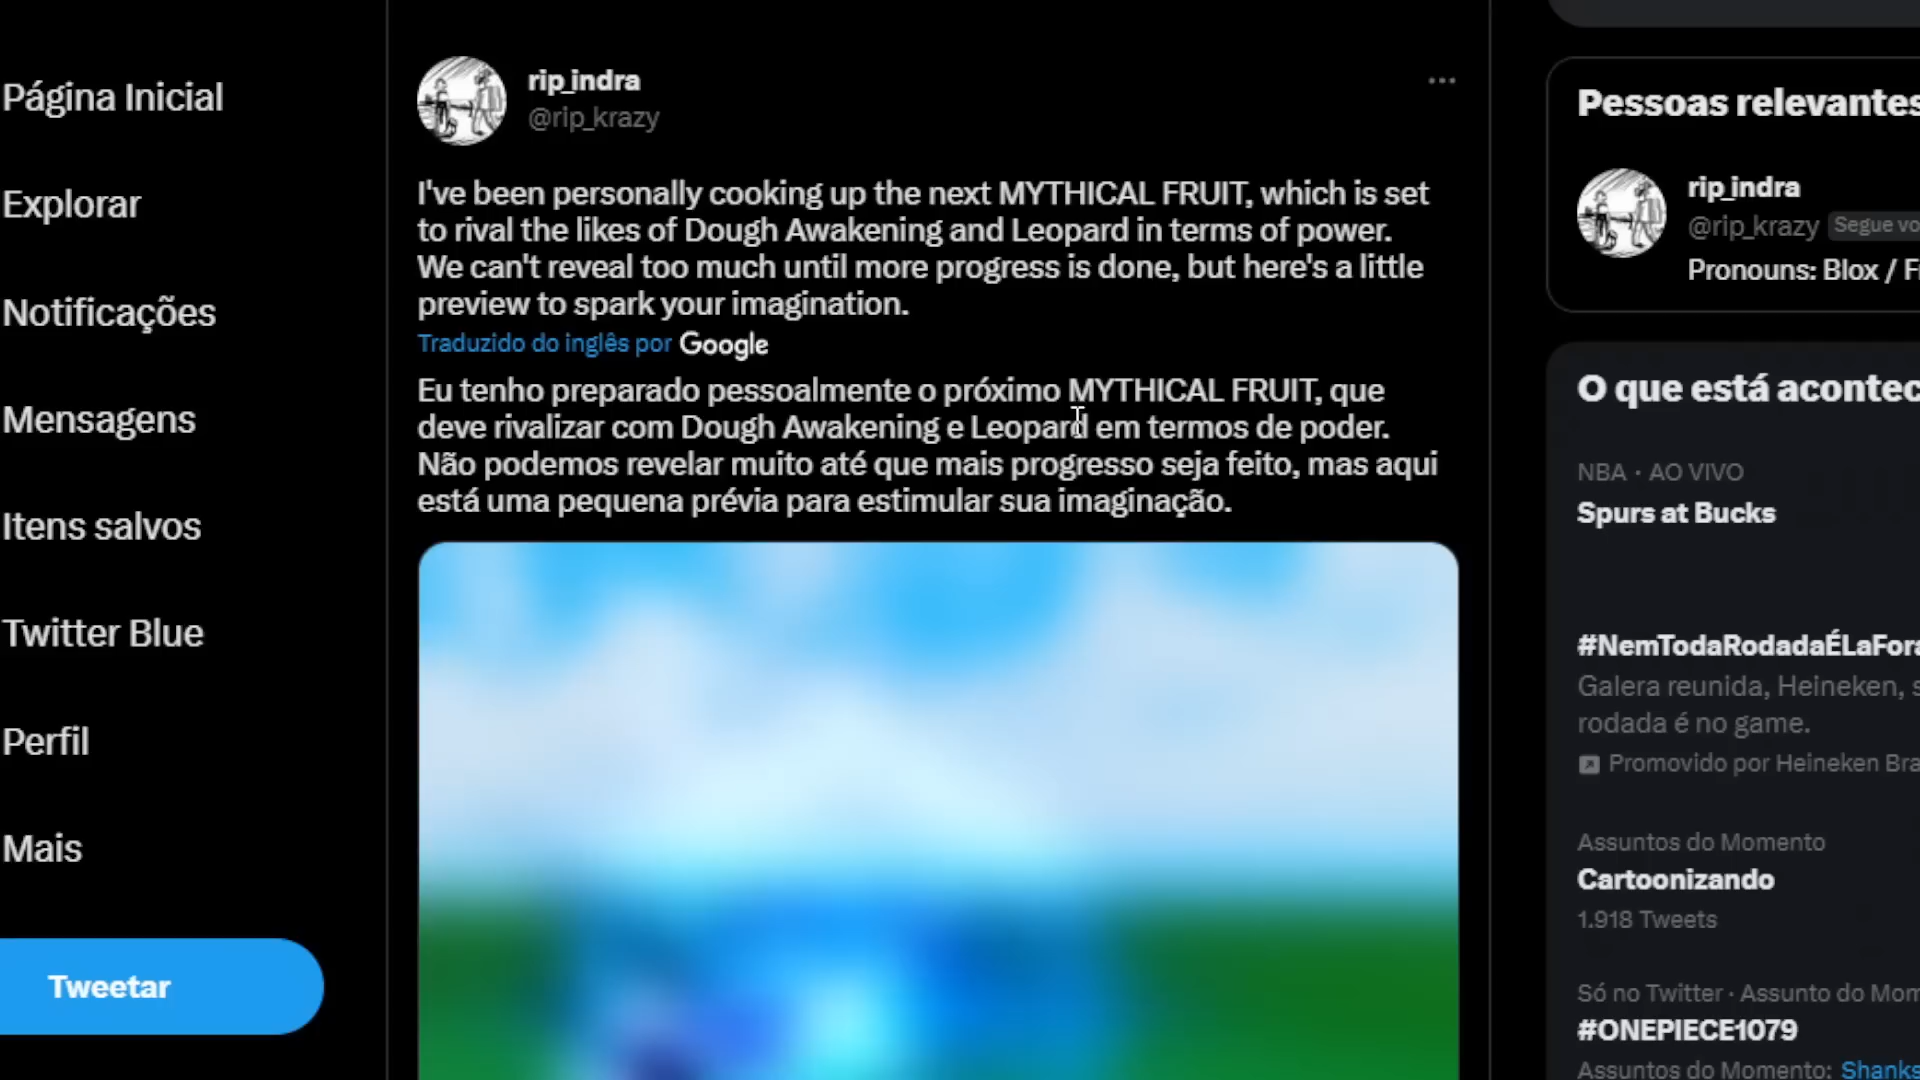 Página Inicial
Explorar
Notificações
Mensagens
Itens salvos
Twitter Blue
Perfil
Mais
Tweetar
rip_indra
@rip_krazy
I've been personally cooking up the next MYTHICAL FRUIT, which is set
to rival the likes of Dough Awakening and Leopard in terms of power.
We can't reveal too much until more progress is done, but here's a little
preview to spark your imagination.
Traduzido do inglês por Google
Eu tenho preparado pessoalmente o próximo MYTHICAL FRUIT, que
deve rivalizar com Dough Awakening e Leopard em termos de poder.
Não podemos revelar muito até que mais progresso seja feito, mas aqui
está uma pequena prévia para estimular sua imaginação.
Pessoas relevantes
rip_indra
@rip_krazy Segue vo
Pronouns: Blox / F
O que está acontec
NBA · AO VIVO
Spurs at Bucks
#NemTodaRodadaÉLaFora
Galera reunida, Heineken, s
rodada é no game.
Promovido por Heineken Bra
Assuntos do Momento
Cartoonizando
1.918 Tweets
Só no Twitter · Assunto do Mom
#ONEPIECE1079
Assuntos do Momento: Shanks